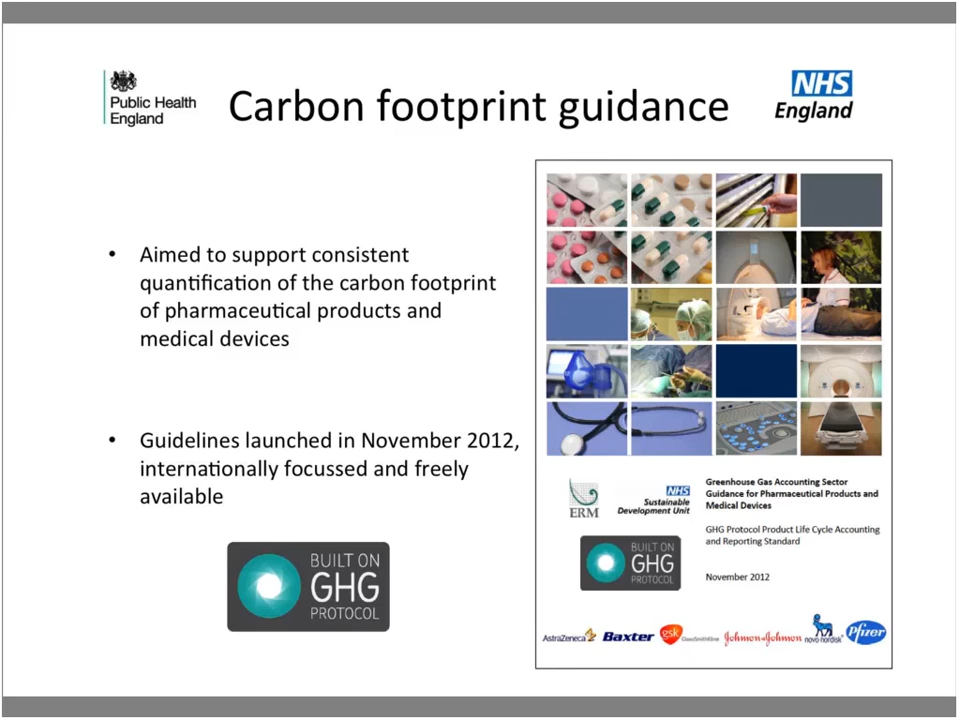 Public Health
England
Carbon footprint guidance
NHS
England
• Aimed to support consistent
quantification of the carbon footprint
of pharmaceutical products and
medical devices
• Guidelines launched in November 2012,
internationally focussed and freely
available
BUILT ON
GHG
PROTOCOL
ERM
NHS
Sustainable
Development Unit
Greenhouse Gas Accounting Sector
Guidance for Pharmaceutical Products and
Medical Devices
GHG Protocol Product Life Cycle Accounting
and Reporting Standard
BUILT ON
GHG
PROTOCOL
November 2012
AstraZeneca
Baxter
gsk
GlaxoSmithKline
Johnson & Johnson
novo nordisk
Pfizer